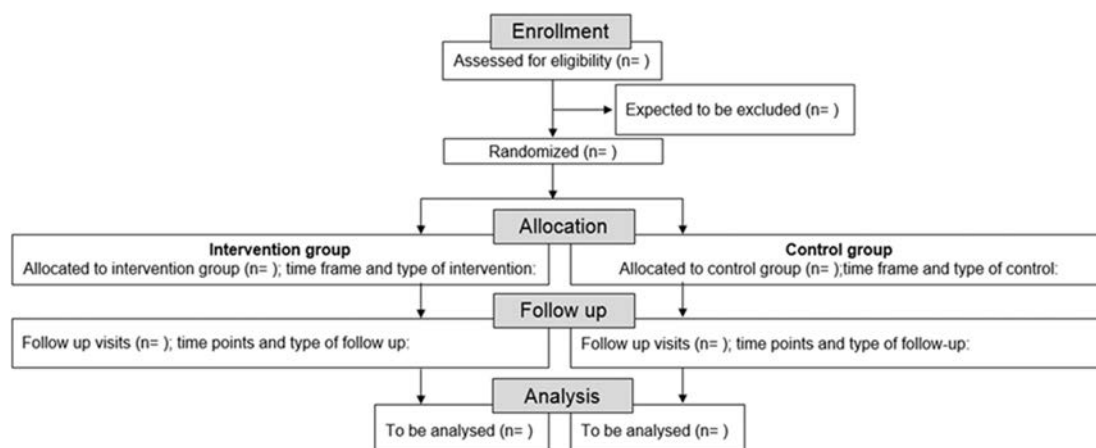 Enrollment
Assessed for eligibility (n= )
Expected to be excluded (n= )
Randomized (n= )
Allocation
Intervention group
Allocated to intervention group (n= ); time frame and type of intervention:
Control group
Allocated to control group (n= );time frame and type of control:
Follow up
Follow up visits (n= ); time points and type of follow up:
Follow up visits (n= ); time points and type of follow-up:
Analysis
To be analysed (n= )
To be analysed (n= )